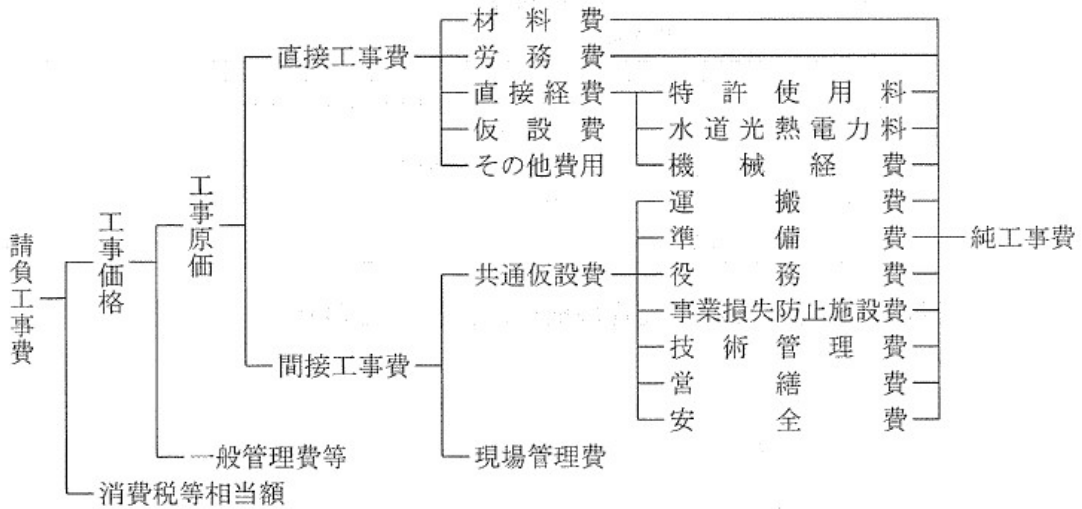 請負工事費
工事価格
消費税等相当額
工事原価
一般管理費等
直接工事費
間接工事費
材料費
労務費
直接経費
仮設費
その他費用
共通仮設費
現場管理費
特許使用料
水道光熱電力料
機械経費
運搬費
準備費
役務費
事業損失防止施設費
技術管理費
営繕費
安全費
純工事費